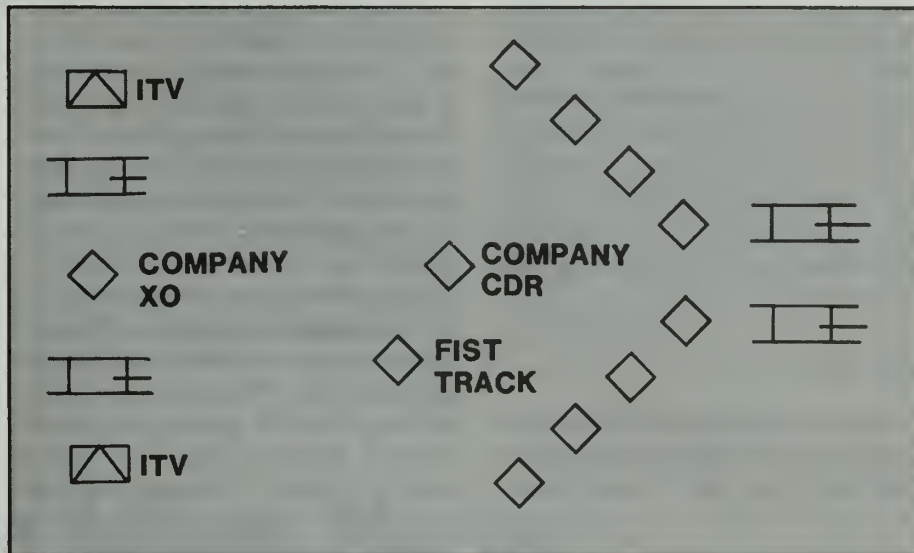 ITV
COMPANY
XO
COMPANY
CDR
FIST
TRACK
ITV